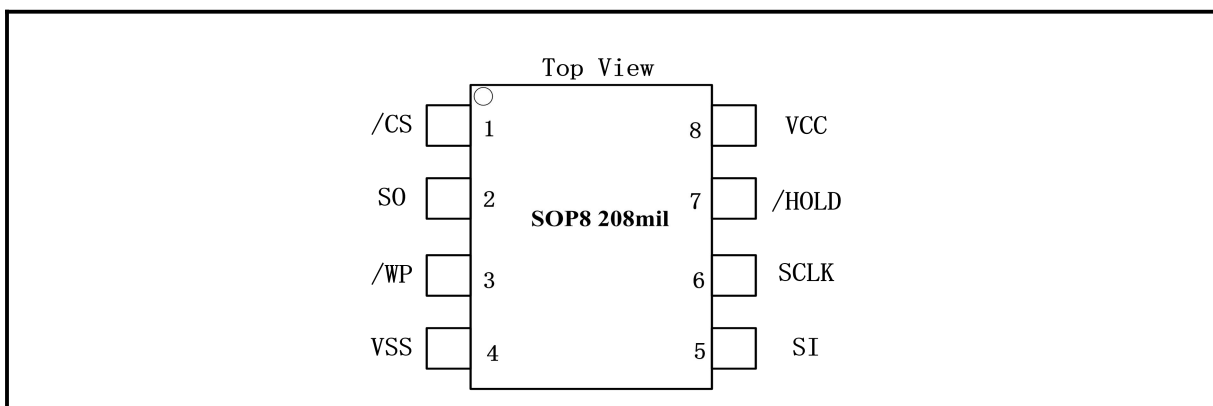 Top View
/CS 1 8 VCC
SO 2 7 /HOLD
SOP8 208mil
/WP 3 6 SCLK
VSS 4 5 SI